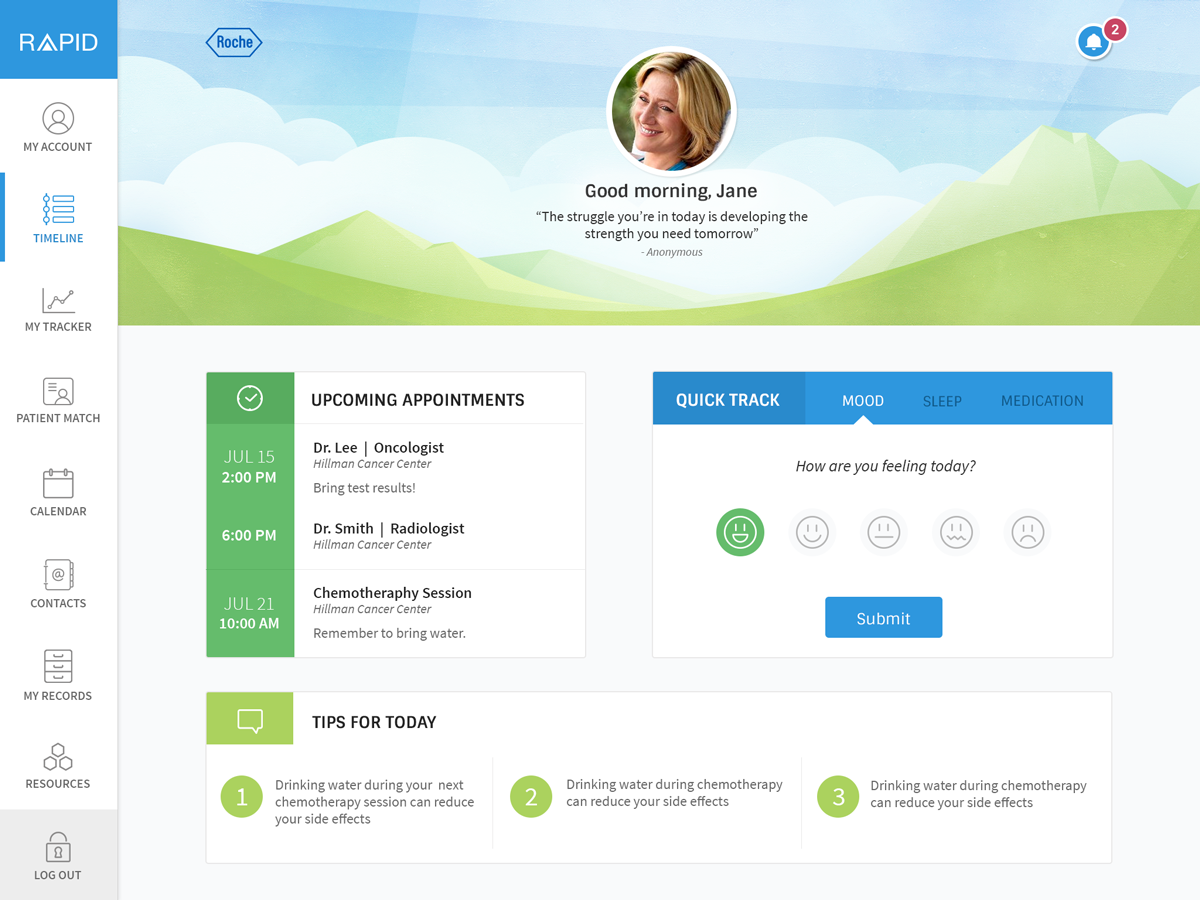 RAPID
MY ACCOUNT
TIMELINE
MY TRACKER
PATIENT MATCH
CALENDAR
@
CONTACTS
MY RECORDS
RESOURCES
LOG OUT
Roche
2
Good morning, Jane
“The struggle you’re in today is developing the
strength you need tomorrow”
- Anonymous
UPCOMING APPOINTMENTS
JUL 15
2:00 PM
Dr. Lee | Oncologist
Hillman Cancer Center
Bring test results!
6:00 PM
Dr. Smith | Radiologist
Hillman Cancer Center
JUL 21
10:00 AM
Chemotheraphy Session
Hillman Cancer Center
Remember to bring water.
QUICK TRACK
MOOD
SLEEP
MEDICATION
How are you feeling today?
Submit
TIPS FOR TODAY
1
Drinking water during your next
chemotherapy session can reduce
your side effects
2
Drinking water during chemotherapy
can reduce your side effects
3
Drinking water during chemotherapy
can reduce your side effects